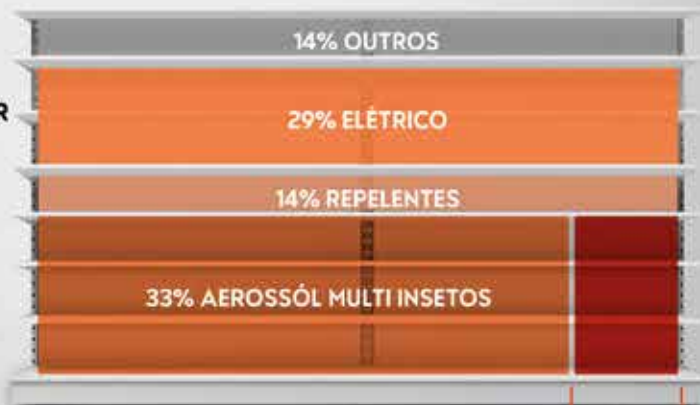 14% OUTROS
R
29% ELÉTRICO
14% REPELENTES
33% AEROSSÓL MULTI INSETOS